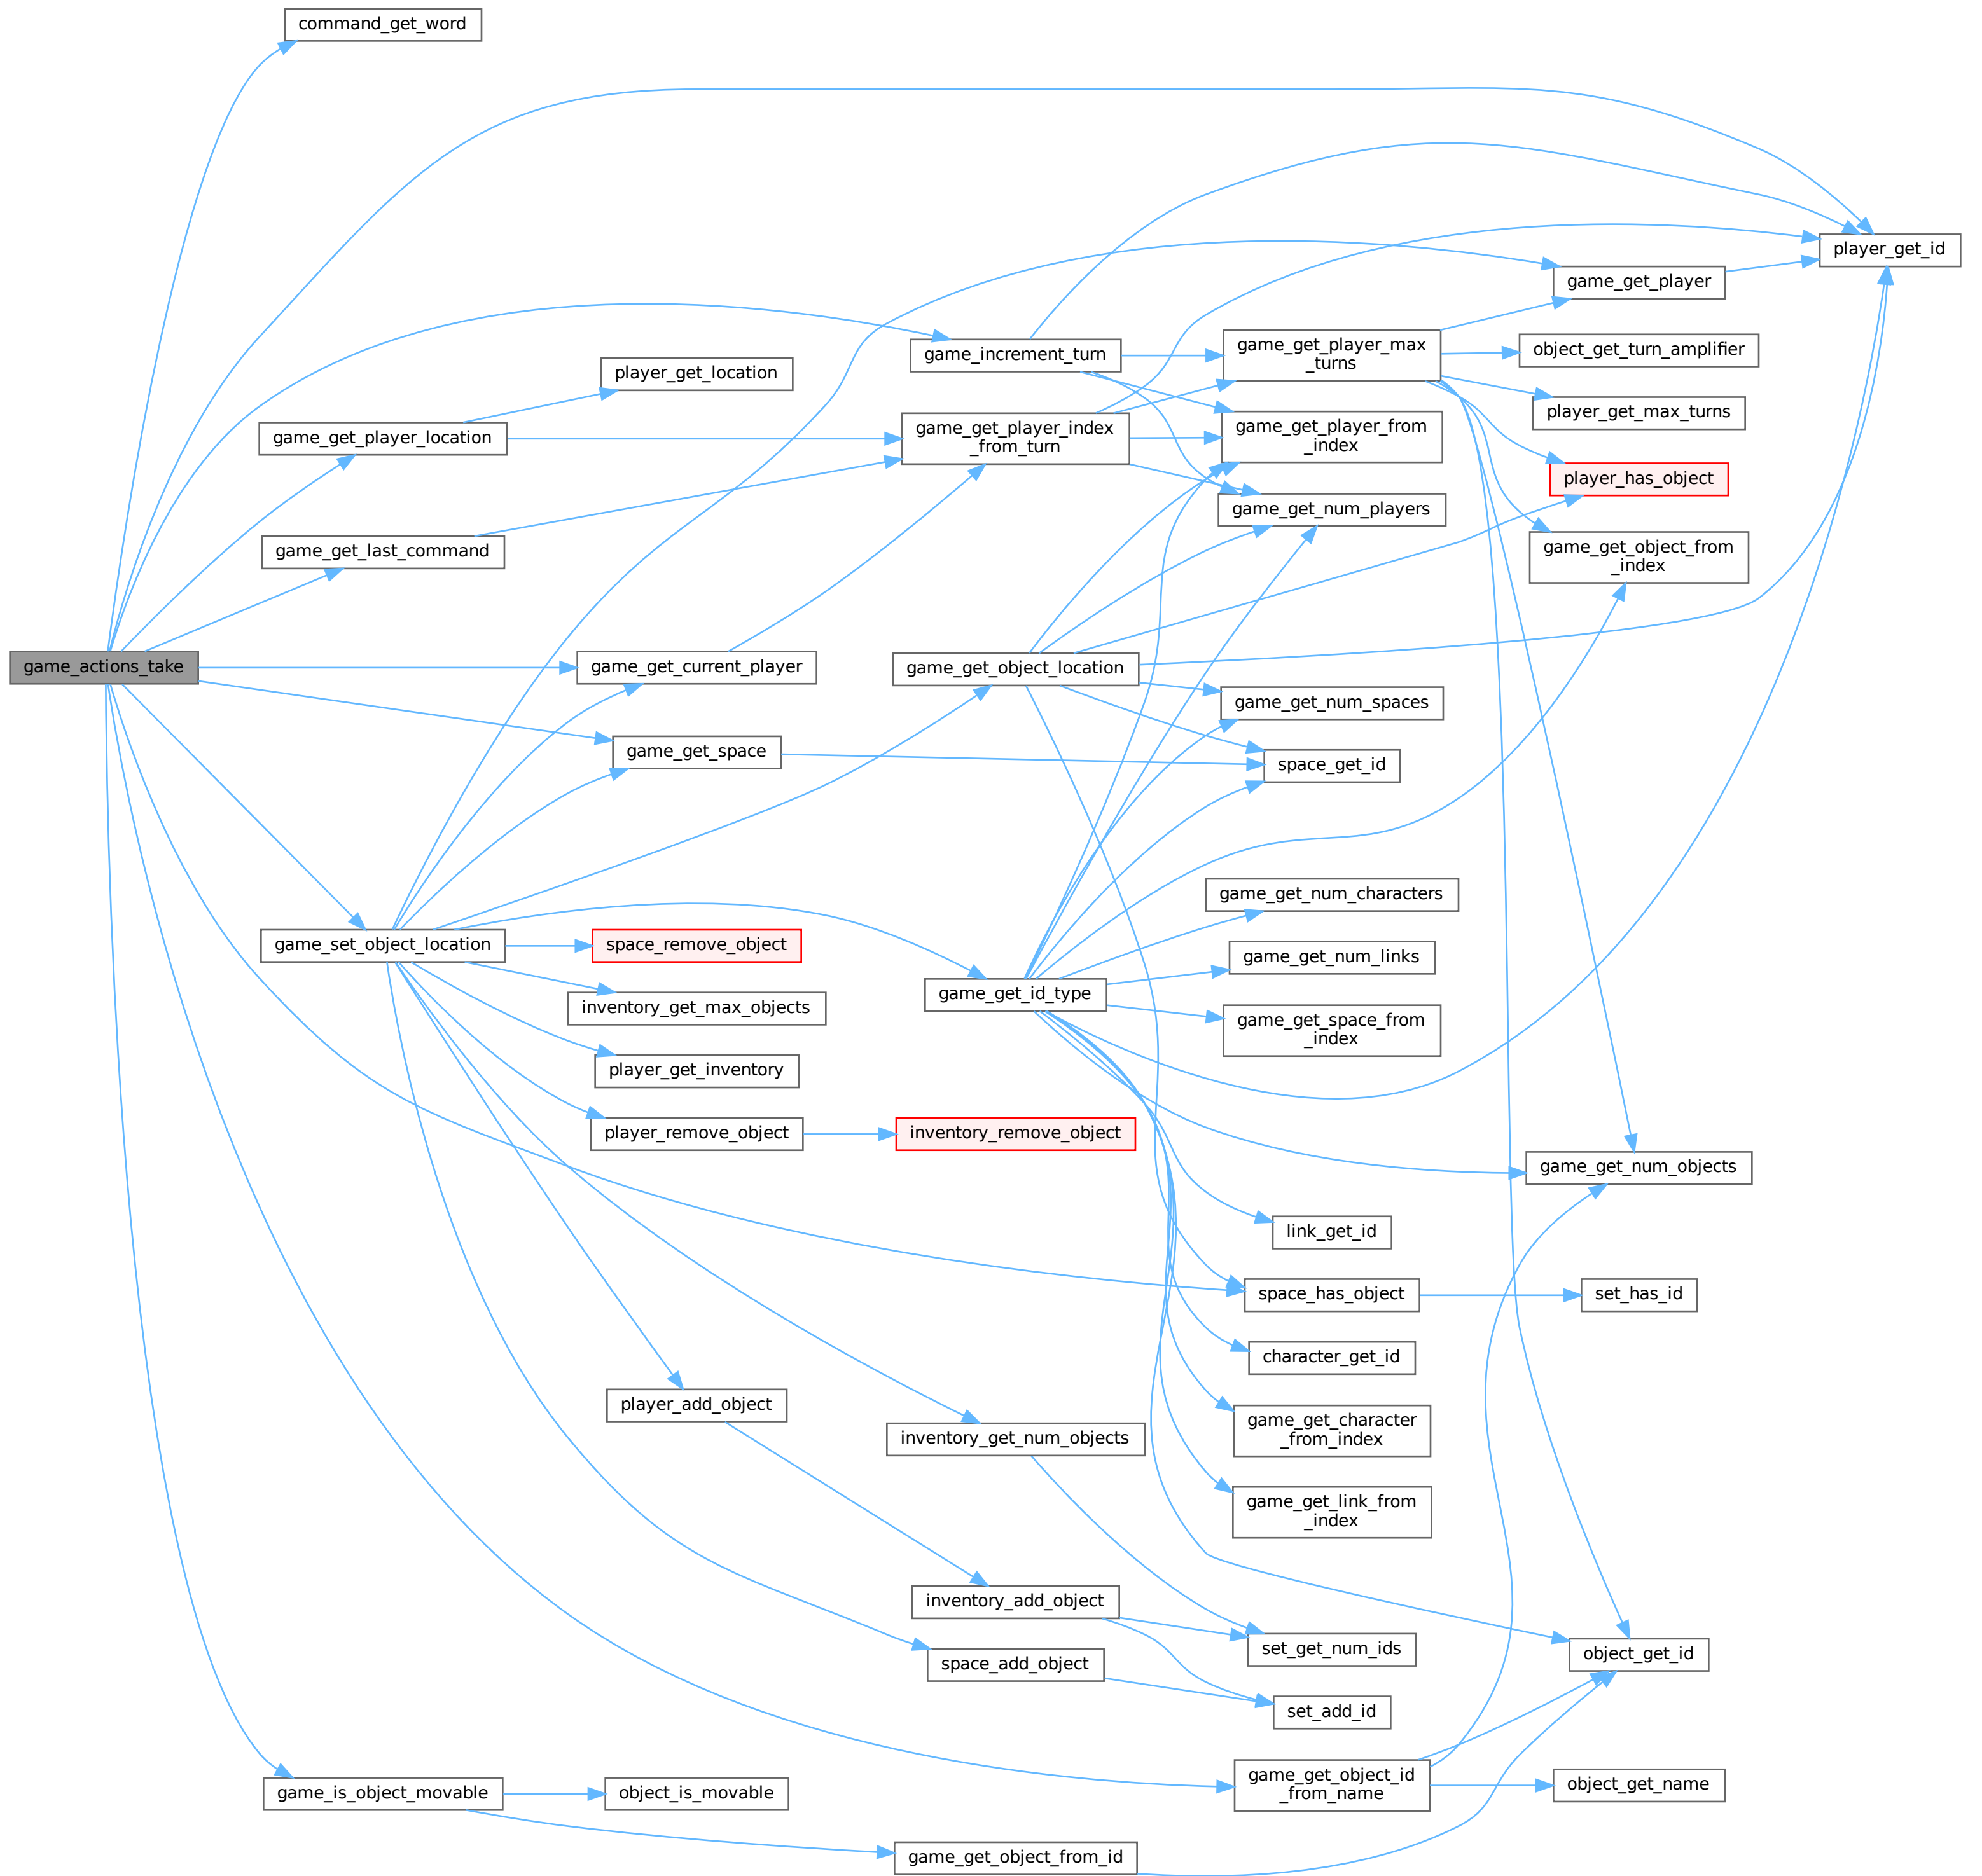 command_get_word
player_get_id
game_get_player
game_increment_turn
game_get_player_max
_turns
object_get_turn_amplifier
player_get_location
player_get_max_turns
game_get_player_location
game_get_player_index
_from_turn
game_get_player_from
_index
player_has_object
game_get_num_players
game_get_last_command
game_get_object_from
_index
game_actions_take
game_get_current_player
game_get_object_location
game_get_num_spaces
game_get_space
space_get_id
game_get_num_characters
game_set_object_location
space_remove_object
game_get_num_links
game_get_id_type
inventory_get_max_objects
game_get_space_from
_index
player_get_inventory
player_remove_object
inventory_remove_object
game_get_num_objects
link_get_id
space_has_object
set_has_id
character_get_id
player_add_object
game_get_character
_from_index
inventory_get_num_objects
game_get_link_from
_index
inventory_add_object
set_get_num_ids
object_get_id
space_add_object
set_add_id
game_is_object_movable
object_is_movable
game_get_object_id
_from_name
object_get_name
game_get_object_from_id